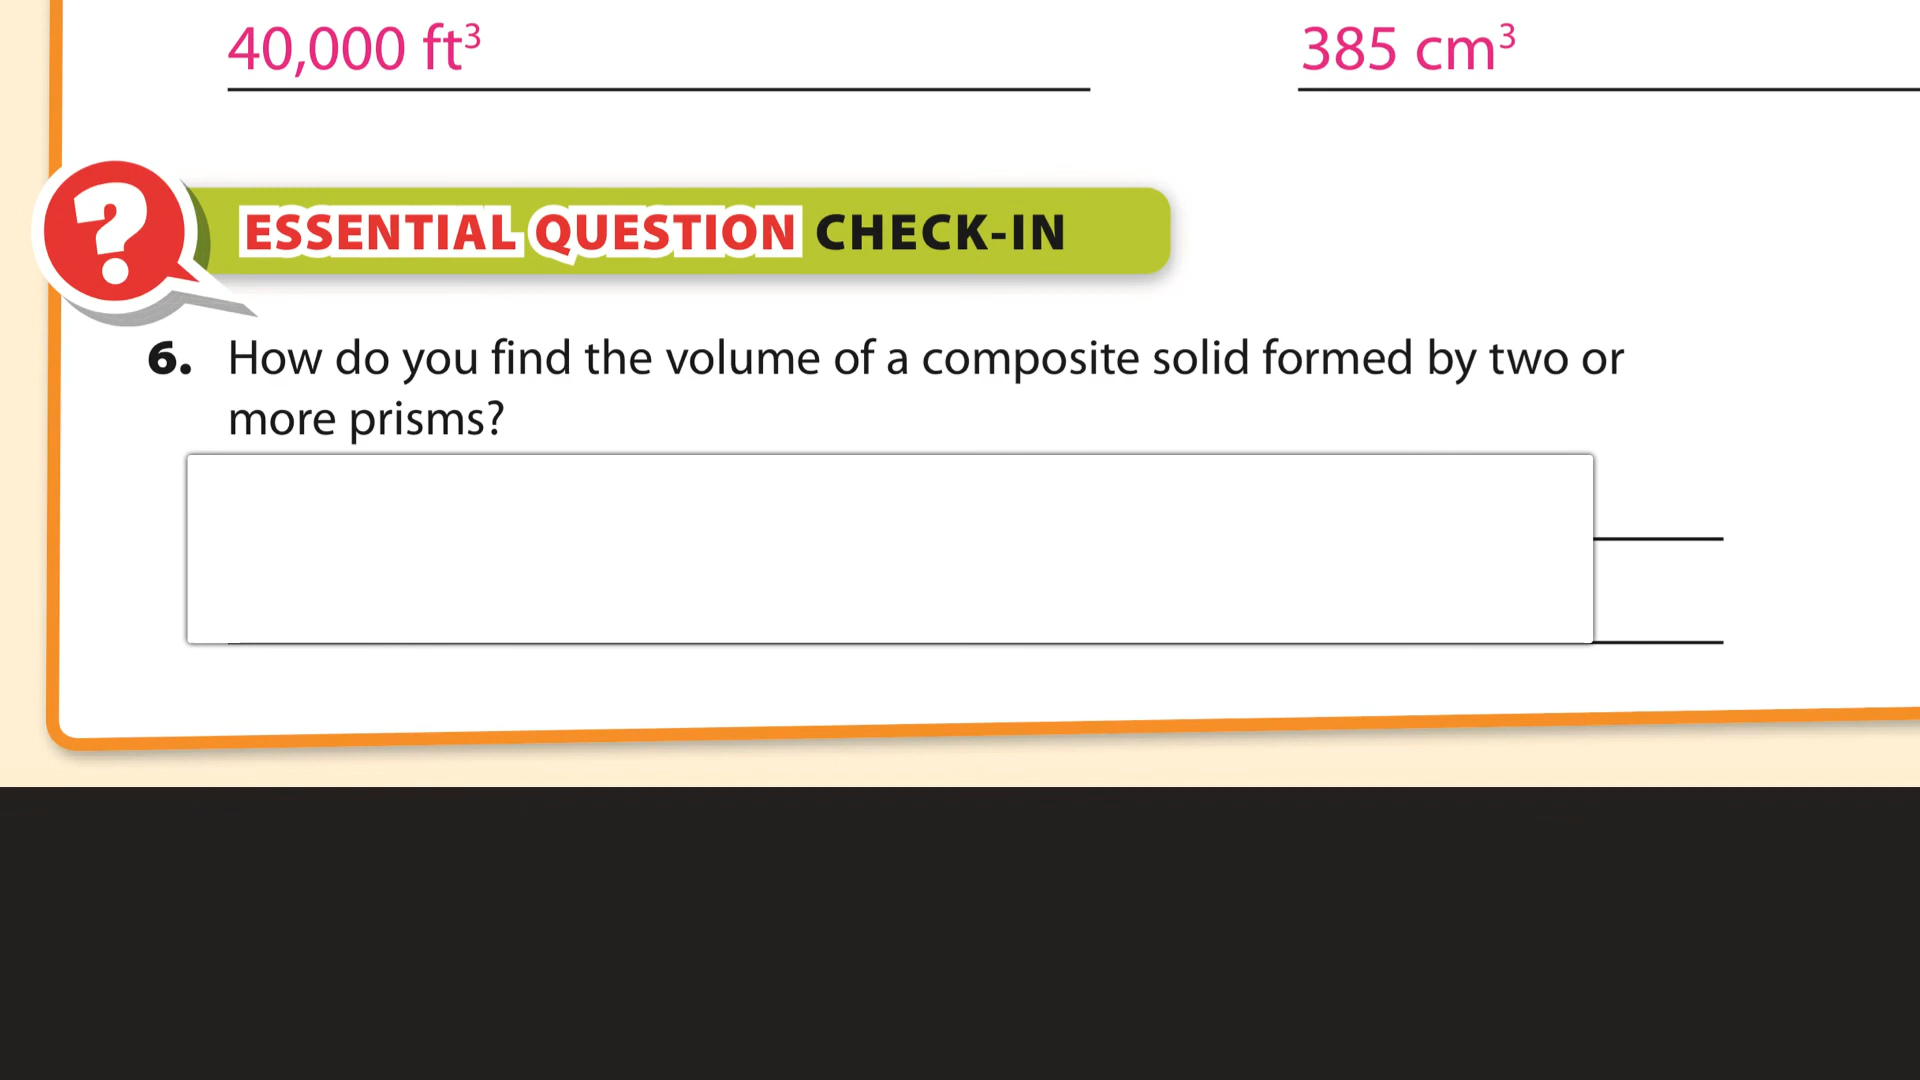 40,000 ft³ 385 cm³
? ESSENTIAL QUESTION CHECK-IN
6. How do you find the volume of a composite solid formed by two or
more prisms?